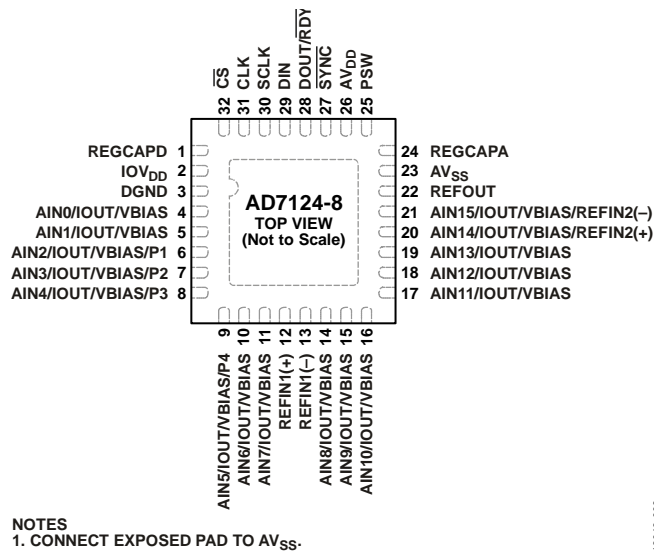 32 C̅S̅
31 CLK
30 SCLK
29 DIN
28 DOUT/R̅D̅Y̅
27 S̅Y̅N̅C̅
26 AVDD
25 PSW
REGCAPD 1
IOVDD 2
DGND 3
AIN0/IOUT/VBIAS 4
AIN1/IOUT/VBIAS 5
AIN2/IOUT/VBIAS/P1 6
AIN3/IOUT/VBIAS/P2 7
AIN4/IOUT/VBIAS/P3 8
AD7124-8
TOP VIEW
(Not to Scale)
24 REGCAPA
23 AVSS
22 REFOUT
21 AIN15/IOUT/VBIAS/REFIN2(–)
20 AIN14/IOUT/VBIAS/REFIN2(+)
19 AIN13/IOUT/VBIAS
18 AIN12/IOUT/VBIAS
17 AIN11/IOUT/VBIAS
AIN5/IOUT/VBIAS/P4 9
AIN6/IOUT/VBIAS 10
AIN7/IOUT/VBIAS 11
REFIN1(+) 12
REFIN1(–) 13
AIN8/IOUT/VBIAS 14
AIN9/IOUT/VBIAS 15
AIN10/IOUT/VBIAS 16
NOTES
1. CONNECT EXPOSED PAD TO AVSS.